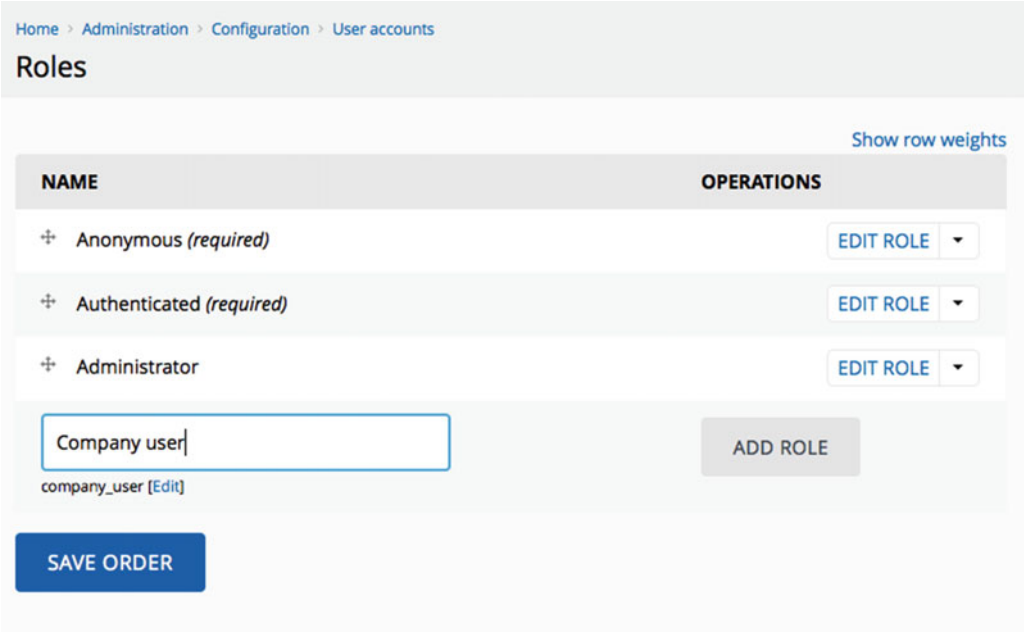 Home > Administration > Configuration > User accounts
Roles
Show row weights
NAME OPERATIONS
Anonymous (required) EDIT ROLE
Authenticated (required) EDIT ROLE
Administrator EDIT ROLE
Company user ADD ROLE
company_user [Edit]
SAVE ORDER